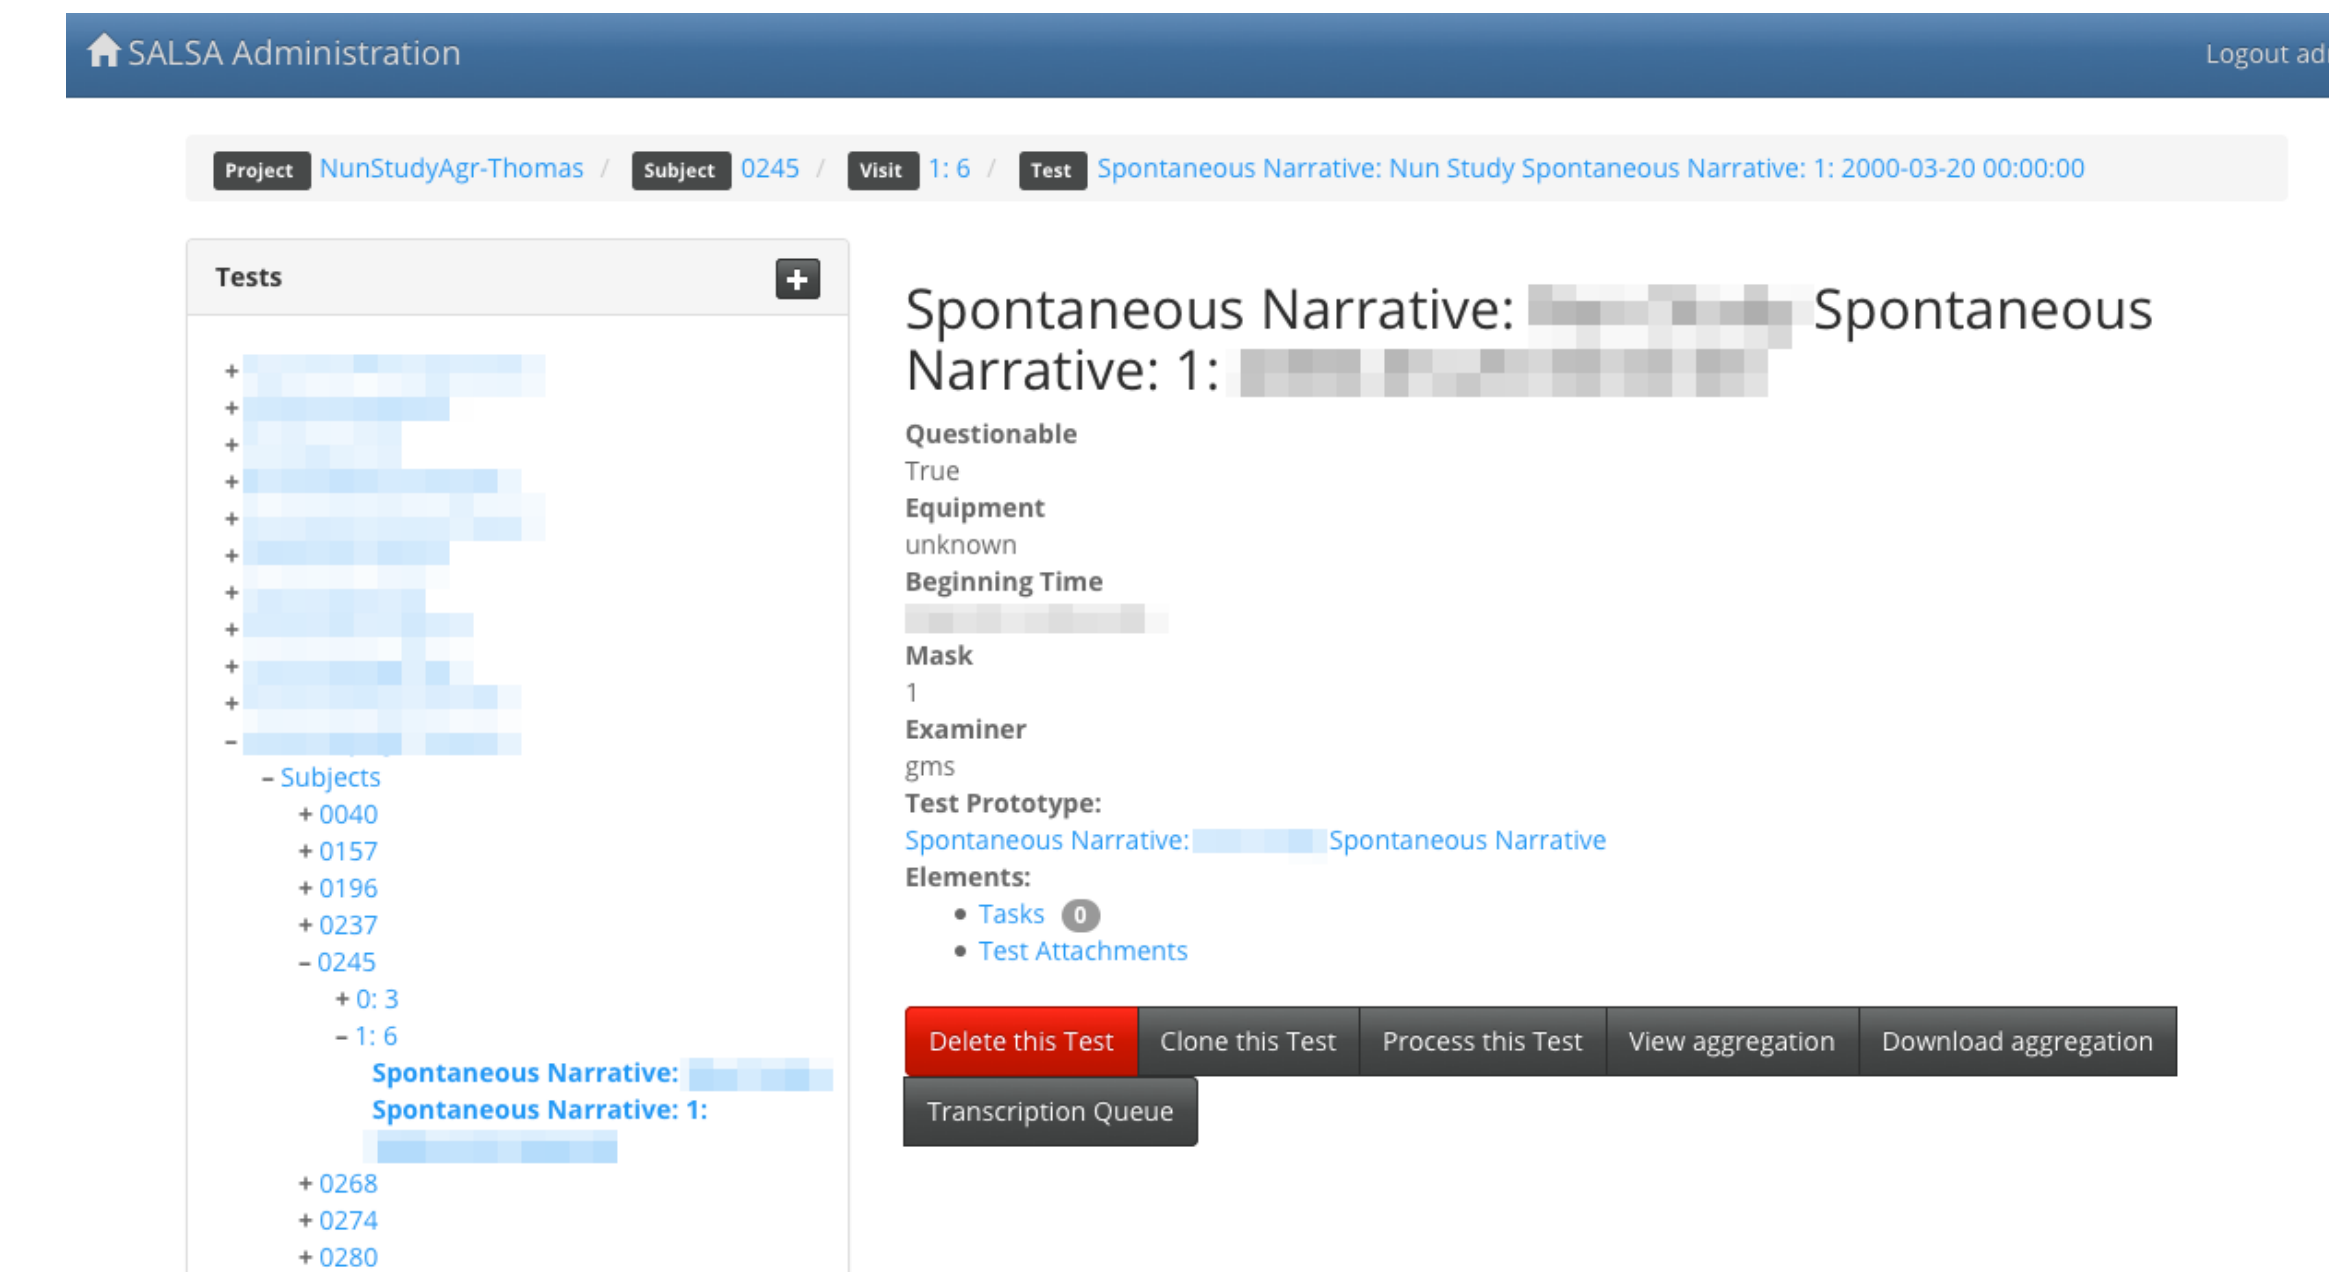 SALSA Administration
Logout
Project NunStudyAgr-Thomas / Subject 0245 / Visit 1: 6 / Test Spontaneous Narrative: Nun Study Spontaneous Narrative: 1: 2000-03-20 00:00:00
Tests
+
+
+
+
+
+
+
+
+
+
+
–
– Subjects
+ 0040
+ 0157
+ 0196
+ 0237
– 0245
+ 0: 3
– 1: 6
Spontaneous Narrative:
Spontaneous Narrative: 1:
+ 0268
+ 0274
+ 0280
Spontaneous Narrative: Spontaneous
Narrative: 1:
Questionable
True
Equipment
unknown
Beginning Time
Mask
1
Examiner
gms
Test Prototype:
Spontaneous Narrative: Spontaneous Narrative
Elements:
• Tasks 0
• Test Attachments
Delete this Test Clone this Test Process this Test View aggregation Download aggregation
Transcription Queue